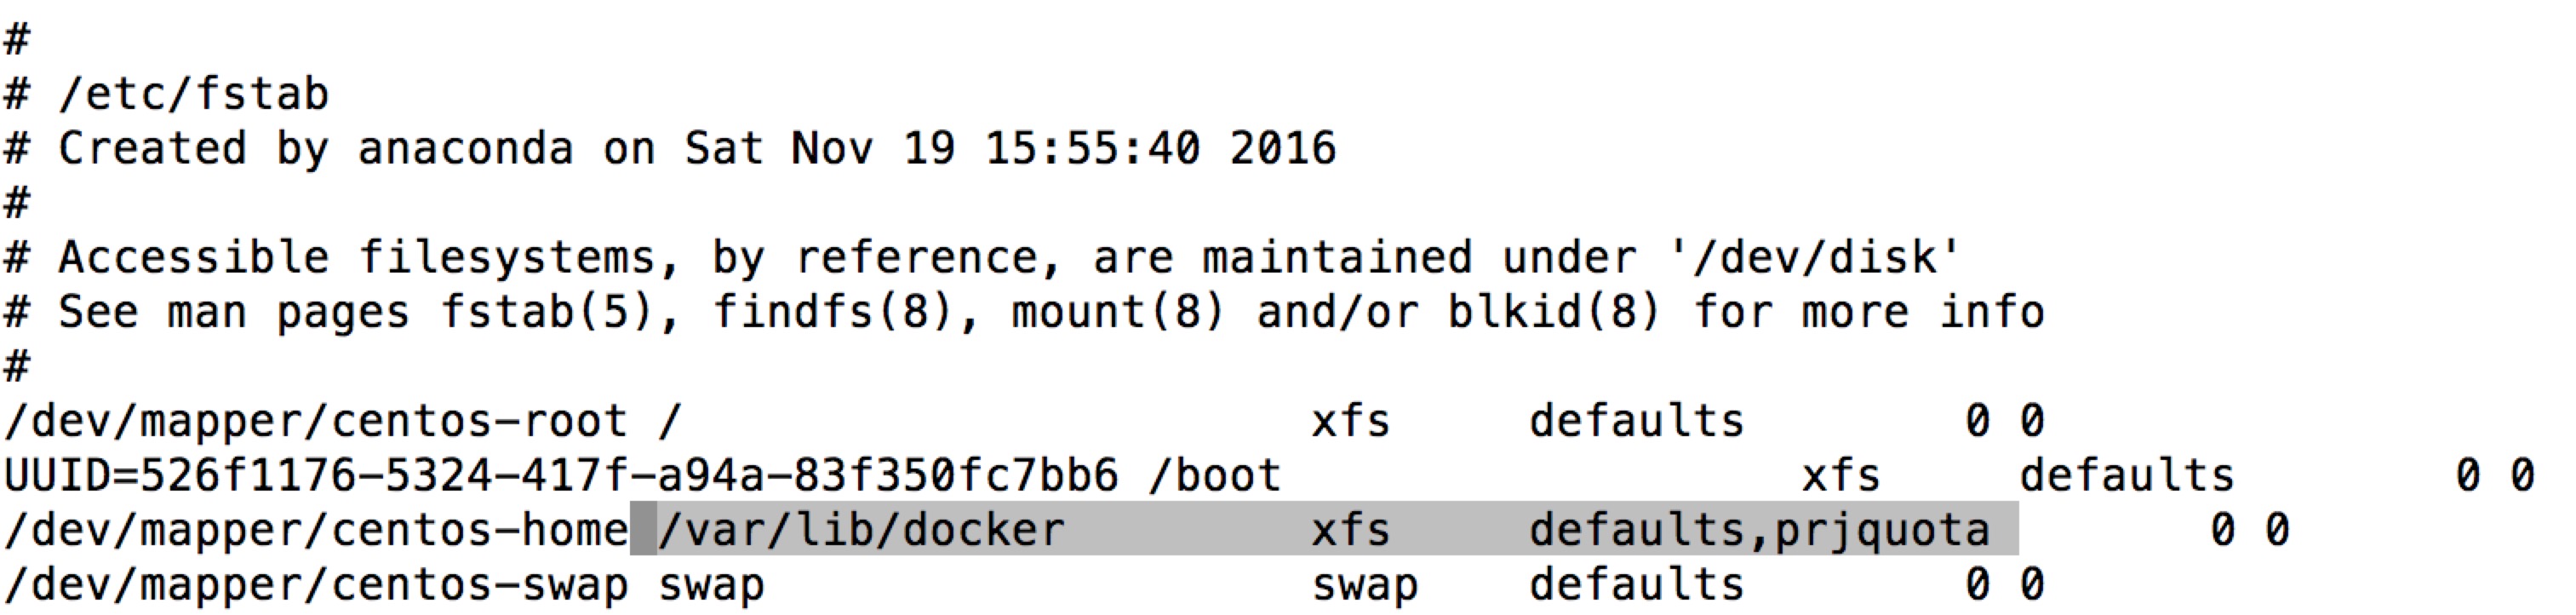 #
# /etc/fstab
# Created by anaconda on Sat Nov 19 15:55:40 2016
#
# Accessible filesystems, by reference, are maintained under '/dev/disk'
# See man pages fstab(5), findfs(8), mount(8) and/or blkid(8) for more info
#
/dev/mapper/centos-root /                       xfs     defaults        0 0
UUID=526f1176-5324-417f-a94a-83f350fc7bb6 /boot                   xfs     defaults        0 0
/dev/mapper/centos-home /var/lib/docker         xfs     defaults,prjquota        0 0
/dev/mapper/centos-swap swap                    swap    defaults        0 0